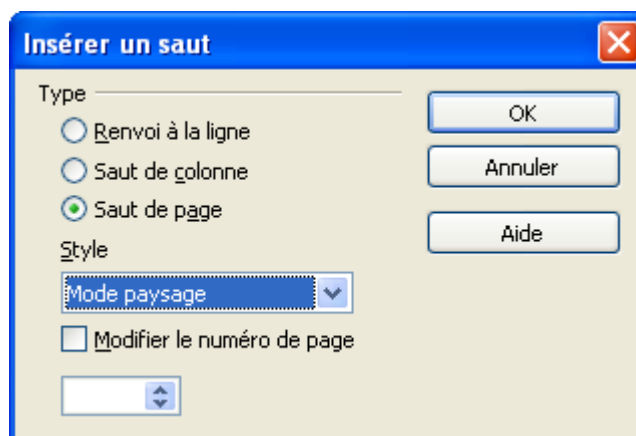 Insérer un saut
Type
Renvoi à la ligne
Saut de colonne
Saut de page
Style
Mode paysage
Modifier le numéro de page
OK
Annuler
Aide